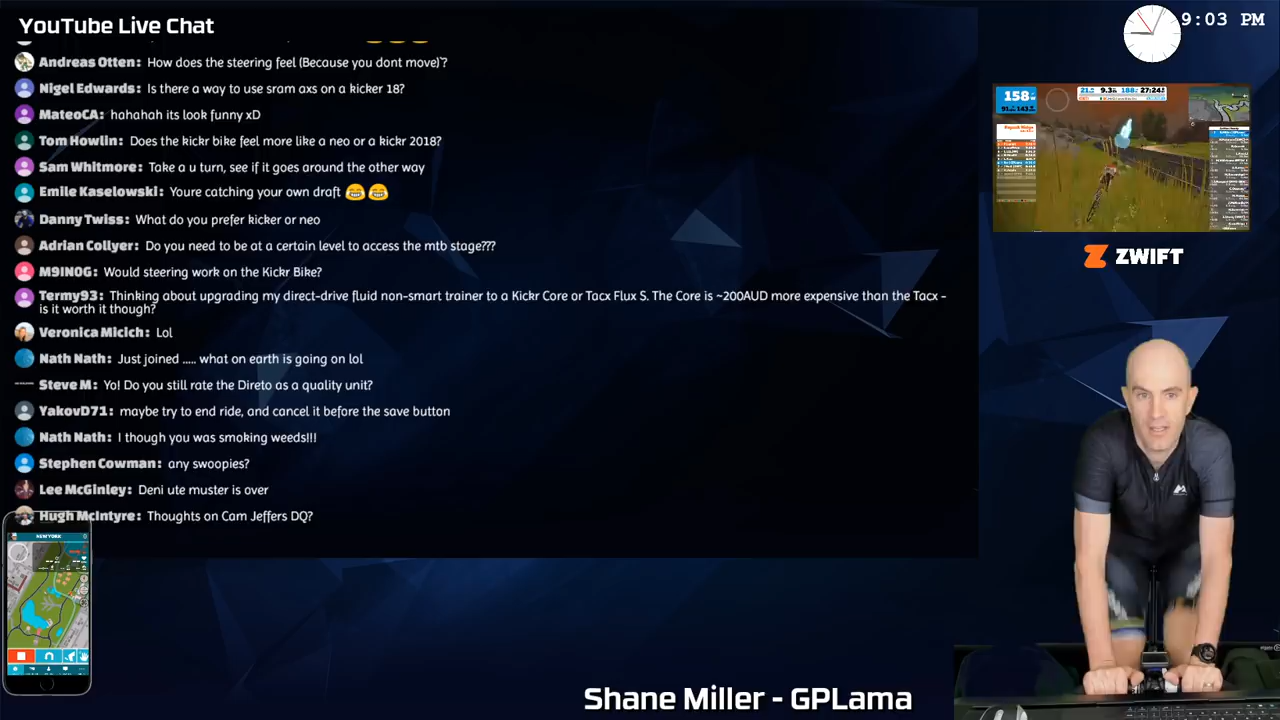 YouTube Live Chat
9:03 PM
Andreas Otten: How does the steering feel (Because you dont move)?
Nigel Edwards: Is there a way to use sram axs on a kicker 18?
MateoCA: hahahah its look funny xD
Tom Howlin: Does the kickr bike feel more like a neo or a kickr 2018?
Sam White: Take a u turn, see if it goes around the other way
Emile Kaselowski: Youre catching your own draft 😂 😂
Danny Twiss: What do you prefer kicker or neo
Adrian Collyer: Do you need to be at a certain level to access the mtb stage???
M9IN0G: Would steering work on the Kickr Bike?
Termy93: Thinking about upgrading my direct-drive fluid non-smart trainer to a Kickr Core or Tacx Flux S. The Core is ~200AUD more expensive than the Tacx -
is it worth it though?
Veronica Micich: Lol
Nath Nath: Just joined ..... what on earth is going on lol
Steve M: Yo! Do you still rate the Direto as a quality unit?
YakovD71: maybe try to end ride, and cancel it before the save button
Nath Nath: I though you was smoking weeds!!!
Stephen Cowman: any swoopies?
Lee McGinley: Deni ute muster is over
Hugh McIntyre: Thoughts on Cam Jeffers DQ?
158
ZWIFT
NEW YORK
Shane Miller - GPLama